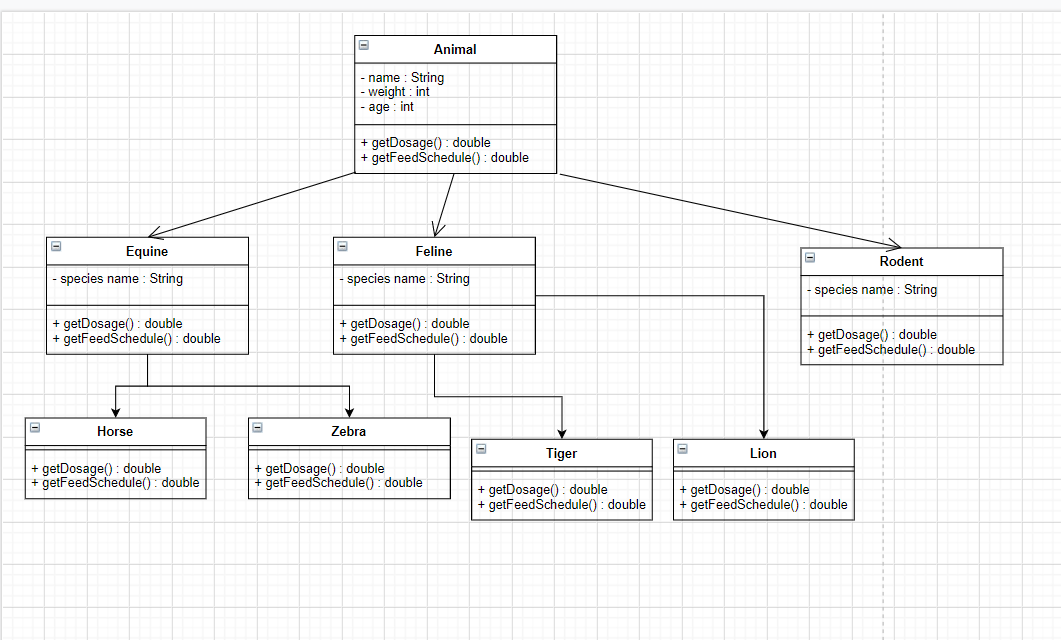 Animal
- name : String
- weight : int
- age : int
+ getDosage() : double
+ getFeedSchedule() : double
Equine
- species name : String
+ getDosage() : double
+ getFeedSchedule() : double
Feline
- species name : String
+ getDosage() : double
+ getFeedSchedule() : double
Rodent
- species name : String
+ getDosage() : double
+ getFeedSchedule() : double
Horse
+ getDosage() : double
+ getFeedSchedule() : double
Zebra
+ getDosage() : double
+ getFeedSchedule() : double
Tiger
+ getDosage() : double
+ getFeedSchedule() : double
Lion
+ getDosage() : double
+ getFeedSchedule() : double